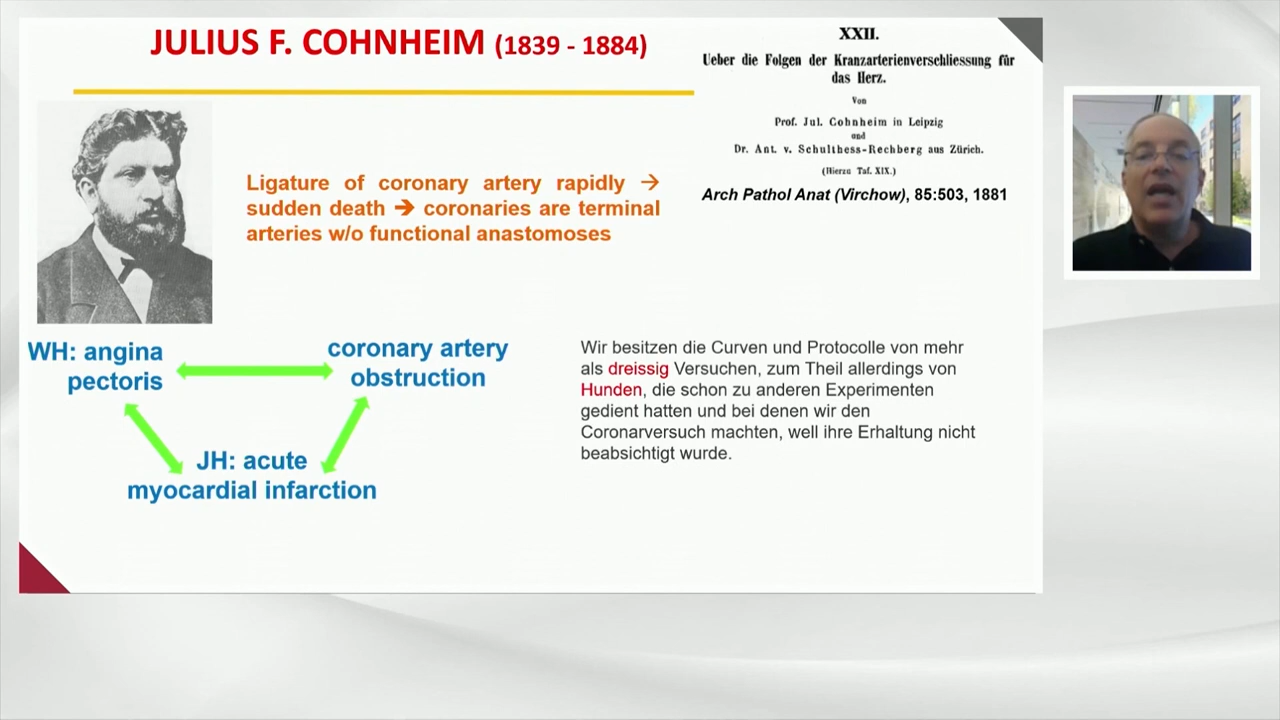 JULIUS F. COHNHEIM (1839 - 1884)
XXII.
Ueber die Folgen der Kranzarterienverschliessung für
das Herz.
Von
Prof. Jul. Cohnheim in Leipzig
und
Dr. Ant. v. Schulthess-Rechberg aus Zürich.
(Hierzu Taf. XIX.)
Arch Pathol Anat (Virchow), 85:503, 1881
Ligature of coronary artery rapidly →
sudden death ➔ coronaries are terminal
arteries w/o functional anastomoses
WH: angina
pectoris
coronary artery
obstruction
JH: acute
myocardial infarction
Wir besitzen die Curven und Protocolle von mehr
als dreissig Versuchen, zum Theil allerdings von
Hunden, die schon zu anderen Experimenten
gedient hatten und bei denen wir den
Coronarversuch machten, well ihre Erhaltung nicht
beabsichtigt wurde.